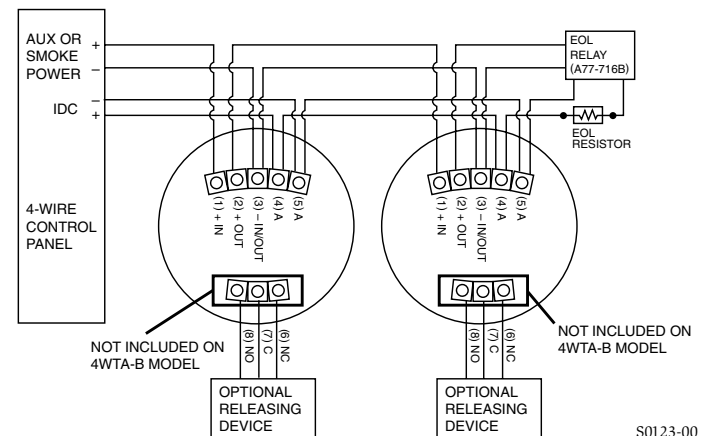 AUX OR
SMOKE
POWER
+
–
IDC
–
+
4-WIRE
CONTROL
PANEL
EOL
RELAY
(A77-716B)
EOL
RESISTOR
(1) + IN
(2) + OUT
(3) – IN/OUT
(4) A
(5) A
(1) + IN
(2) + OUT
(3) – IN/OUT
(4) A
(5) A
NOT INCLUDED ON
4WTA-B MODEL
(8) NO
(7) C
(6) NC
NOT INCLUDED ON
4WTA-B MODEL
(8) NO
(7) C
(6) NC
OPTIONAL
RELEASING
DEVICE
OPTIONAL
RELEASING
DEVICE
S0123-00